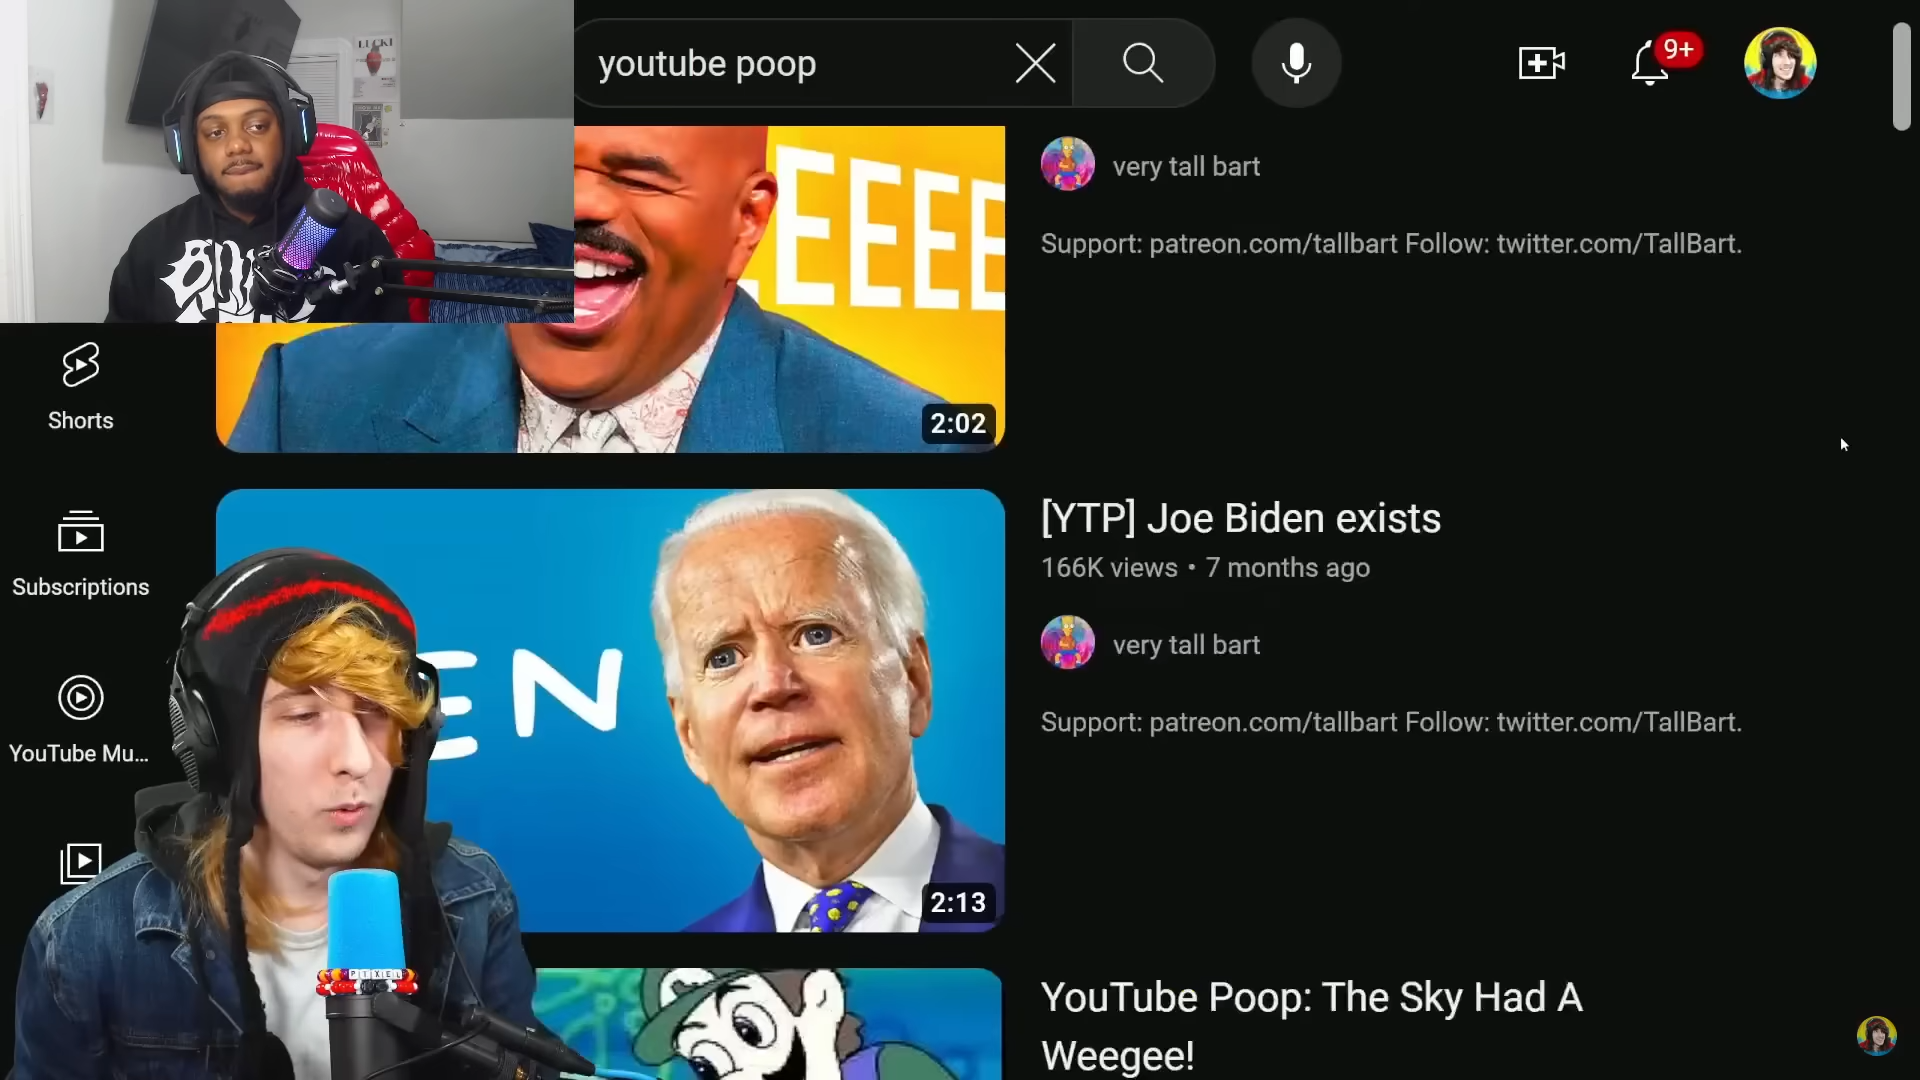 LUCKI
youtube poop
9+
EEEE
very tall bart
Support: patreon.com/tallbart Follow: twitter.com/TallBart.
2:02
Shorts
Subscriptions
YouTube Mu...
EN
2:13
[YTP] Joe Biden exists
166K views • 7 months ago
very tall bart
Support: patreon.com/tallbart Follow: twitter.com/TallBart.
PIXEL
YouTube Poop: The Sky Had A
Weegee!